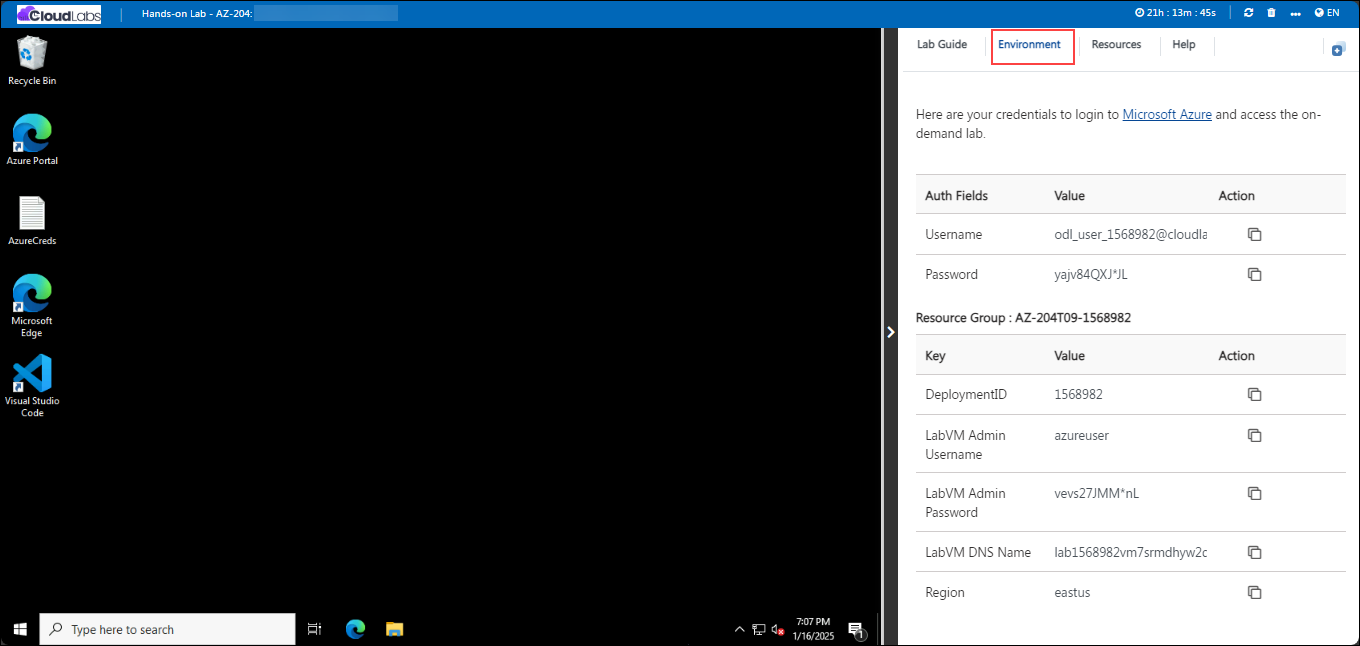 CloudLabs
Hands-on Lab - AZ-204:
21h : 13m : 45s
EN
Recycle Bin
Azure Portal
AzureCreds
Microsoft
Edge
Visual Studio
Code
Type here to search
7:07 PM
1/16/2025
1
Lab Guide
Environment
Resources
Help
Here are your credentials to login to Microsoft Azure and access the on-
demand lab.
Auth Fields Value Action
Username odl_user_1568982@cloudla
Password yajv84QXJ*JL
Resource Group : AZ-204T09-1568982
Key Value Action
DeploymentID 1568982
LabVM Admin azureuser
Username
LabVM Admin vevs27JMM*nL
Password
LabVM DNS Name lab1568982vm7srmdhyw2c
Region eastus